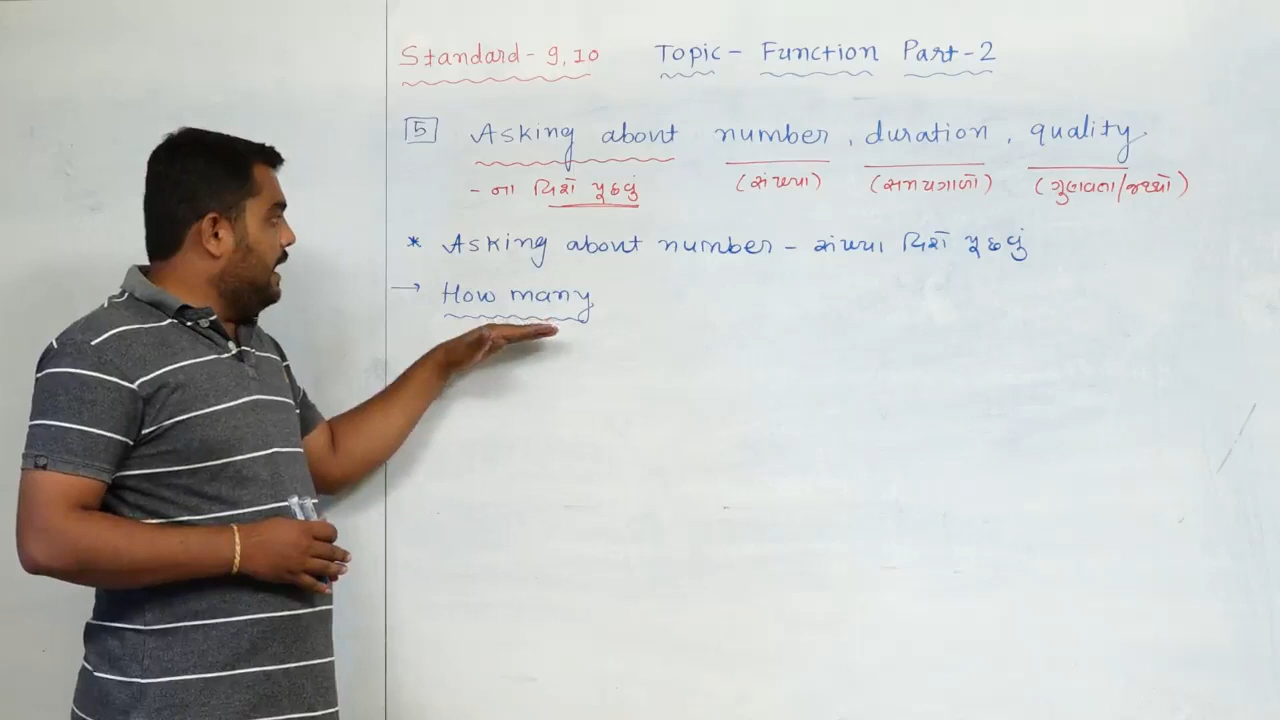 Standard - 9,10 Topic - Function Part - 2
5 Asking about number, duration, quality
- ના વિશે પૂછવું (સંખ્યા) (સમયગાળો) (ગુણવત્તા/જથ્થો)
* Asking about number - સંખ્યા વિશે પૂછવું
→ How many